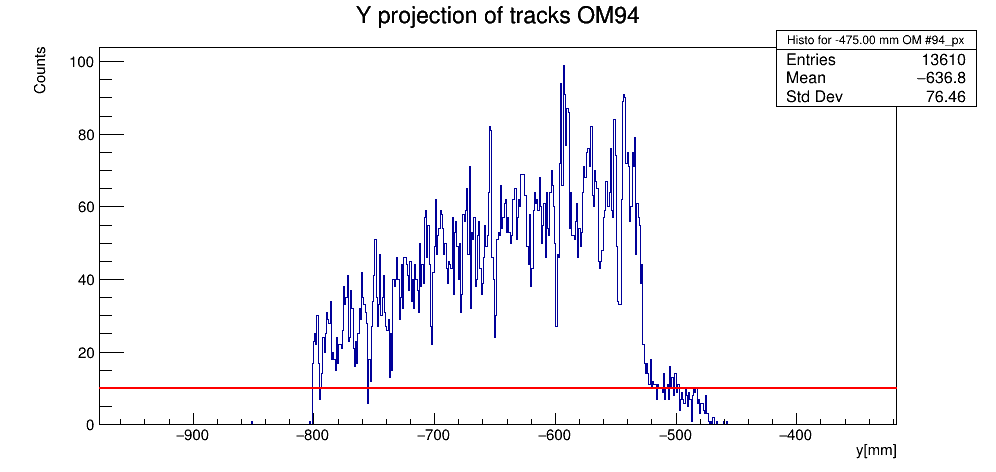 Y projection of tracks OM94
Histo for -475.00 mm OM #94_px
Entries 13610
Mean −636.8
Std Dev 76.46
Counts
100
80
60
40
20
0
−900 −800 −700 −600 −500 −400
y[mm]